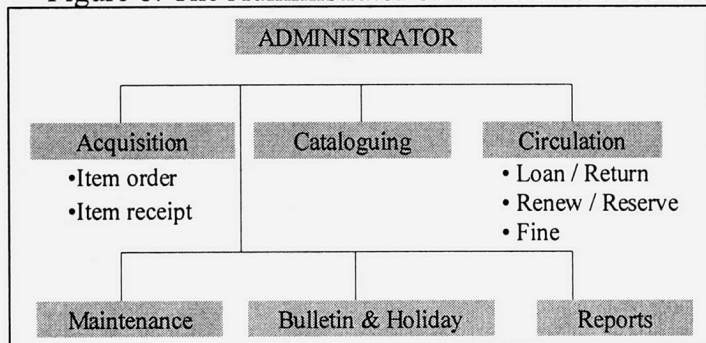 ADMINISTRATOR
Acquisition
•Item order
•Item receipt
Cataloguing
Circulation
• Loan / Return
• Renew / Reserve
• Fine
Maintenance
Bulletin & Holiday
Reports